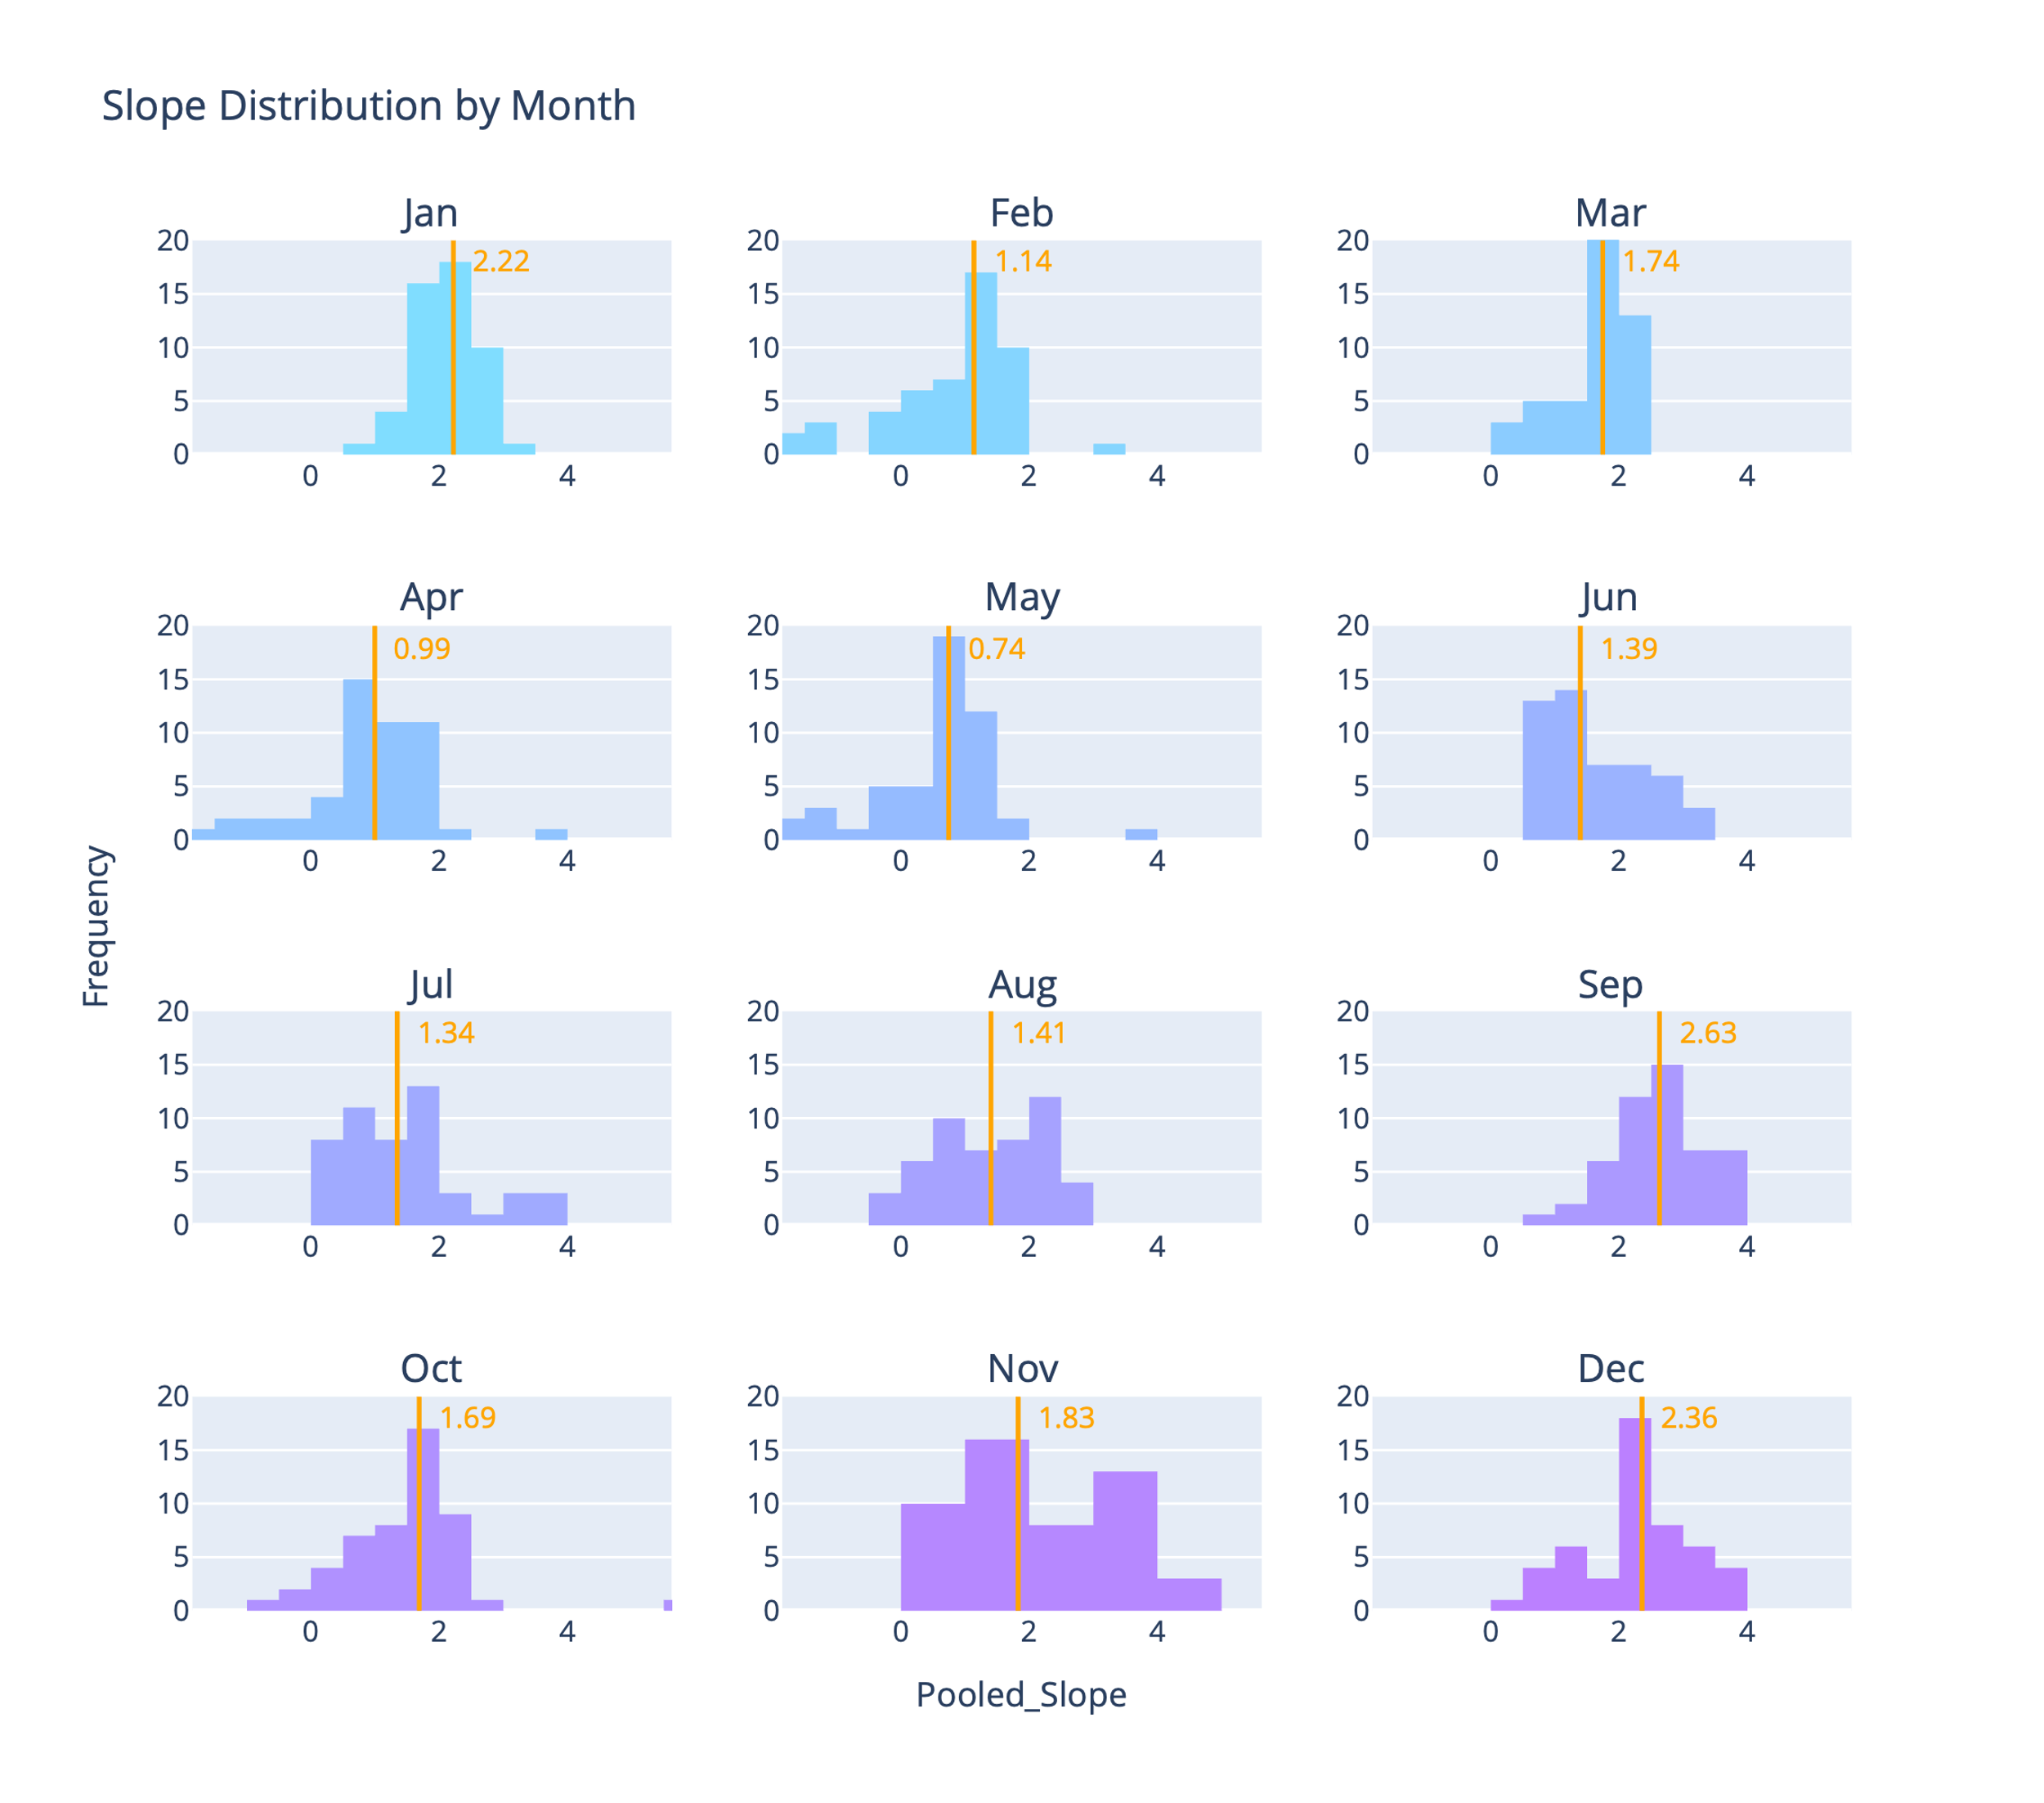 Slope Distribution by Month
Jan
20
15
10
5
0
2.22
0 2 4
Feb
20
15
10
5
0
1.14
0 2 4
Mar
20
15
10
5
0
1.74
0 2 4
Apr
20
15
10
5
0
0.99
0 2 4
May
20
15
10
5
0
0.74
0 2 4
Jun
20
15
10
5
0
1.39
0 2 4
Frequency
Jul
20
15
10
5
0
1.34
0 2 4
Aug
20
15
10
5
0
1.41
0 2 4
Sep
20
15
10
5
0
2.63
0 2 4
Oct
20
15
10
5
0
1.69
0 2 4
Nov
20
15
10
5
0
1.83
0 2 4
Dec
20
15
10
5
0
2.36
0 2 4
Pooled_Slope